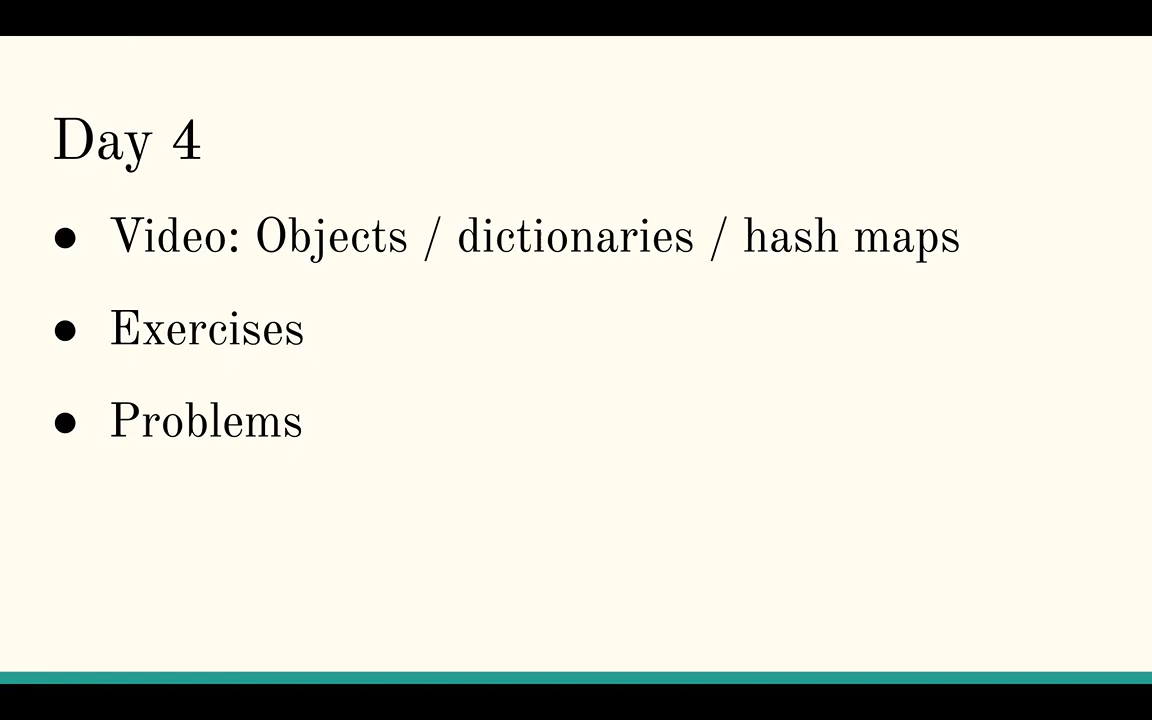 Day 4
● Video: Objects / dictionaries / hash maps
● Exercises
● Problems